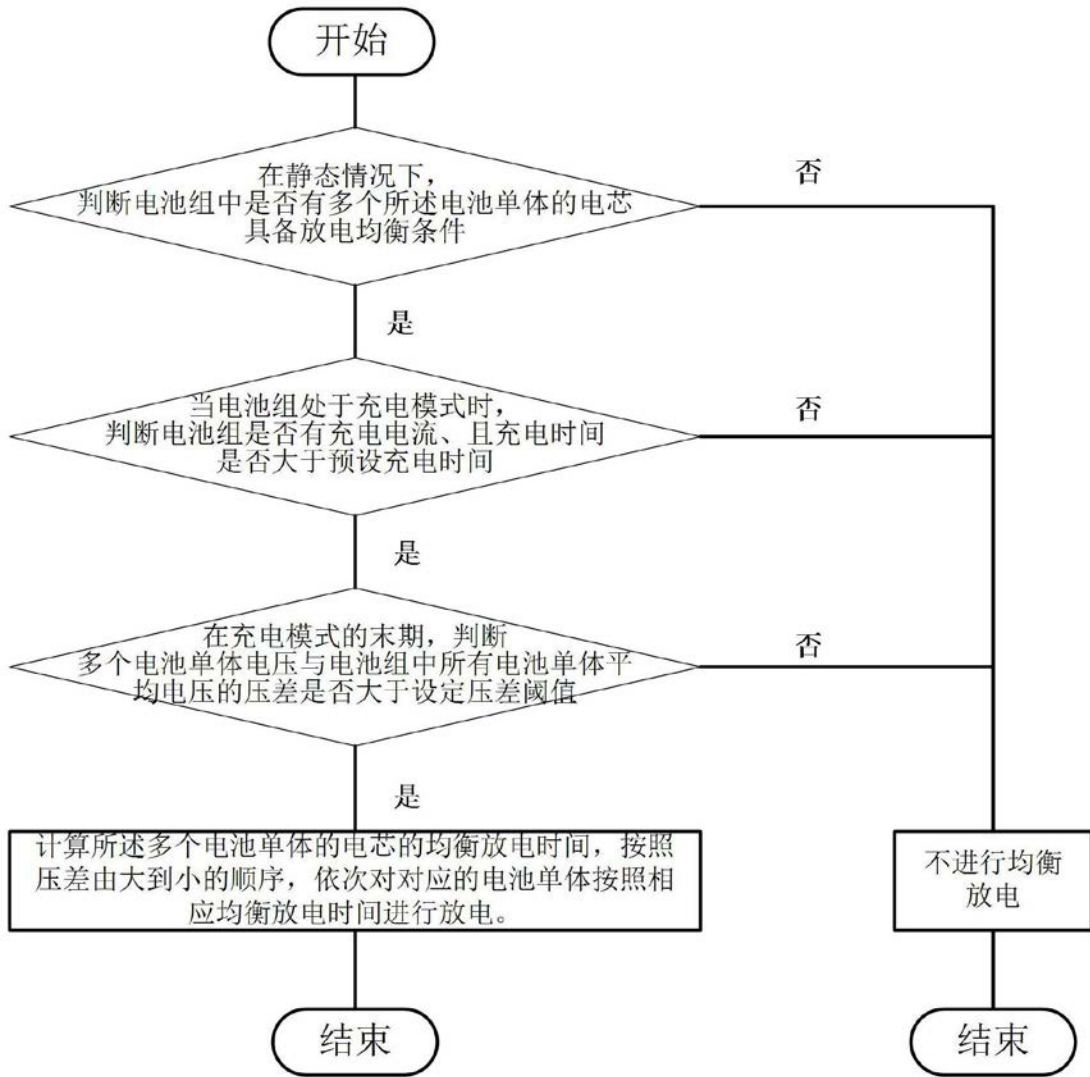 开始
在静态情况下，
判断电池组中是否有多个所述电池单体的电芯
具备放电均衡条件
否
是
当电池组处于充电模式时，
判断电池组是否有充电电流、且充电时间
是否大于预设充电时间
否
是
在充电模式的末期，判断
多个电池单体电压与电池组中所有电池单体平
均电压的压差是否大于设定压差阈值
否
是
计算所述多个电池单体的电芯的均衡放电时间，按照
压差由大到小的顺序，依次对对应的电池单体按照相
应均衡放电时间进行放电。
不进行均衡
放电
结束
结束